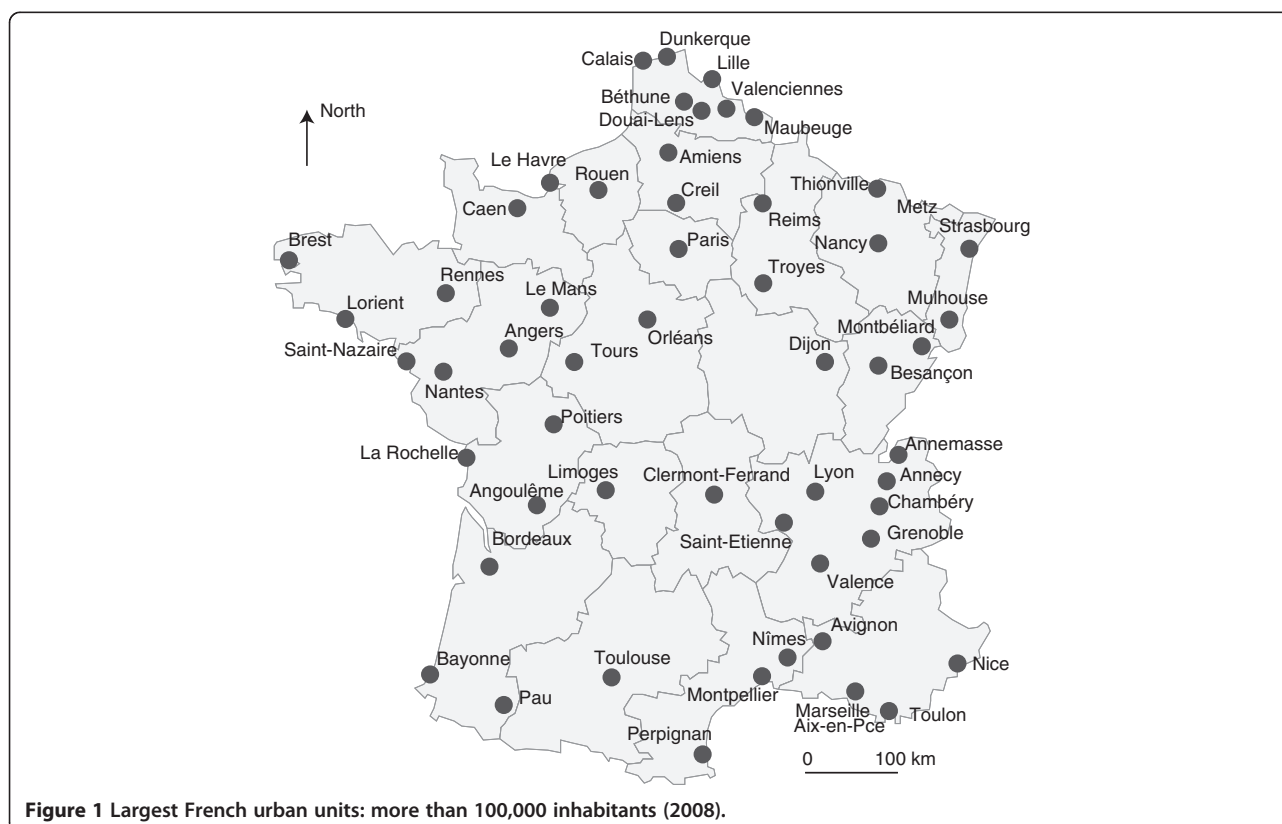 Dunkerque
Calais
Lille
Valenciennes
Béthune
Douai-Lens
Maubeuge
North
Amiens
Le Havre
Rouen
Creil
Thionville
Metz
Caen
Reims
Strasbourg
Brest
Paris
Nancy
Troyes
Rennes
Le Mans
Lorient
Mulhouse
Orléans
Montbéliard
Angers
Dijon
Saint-Nazaire
Tours
Besançon
Nantes
Poitiers
La Rochelle
Annemasse
Limoges
Clermont-Ferrand
Lyon
Annecy
Angoulême
Chambéry
Bordeaux
Saint-Etienne
Grenoble
Valence
Avignon
Nîmes
Bayonne
Toulouse
Nice
Montpellier
Pau
Marseille
Aix-en-Pce
Toulon
Perpignan
0 100 km
Figure 1 Largest French urban units: more than 100,000 inhabitants (2008).